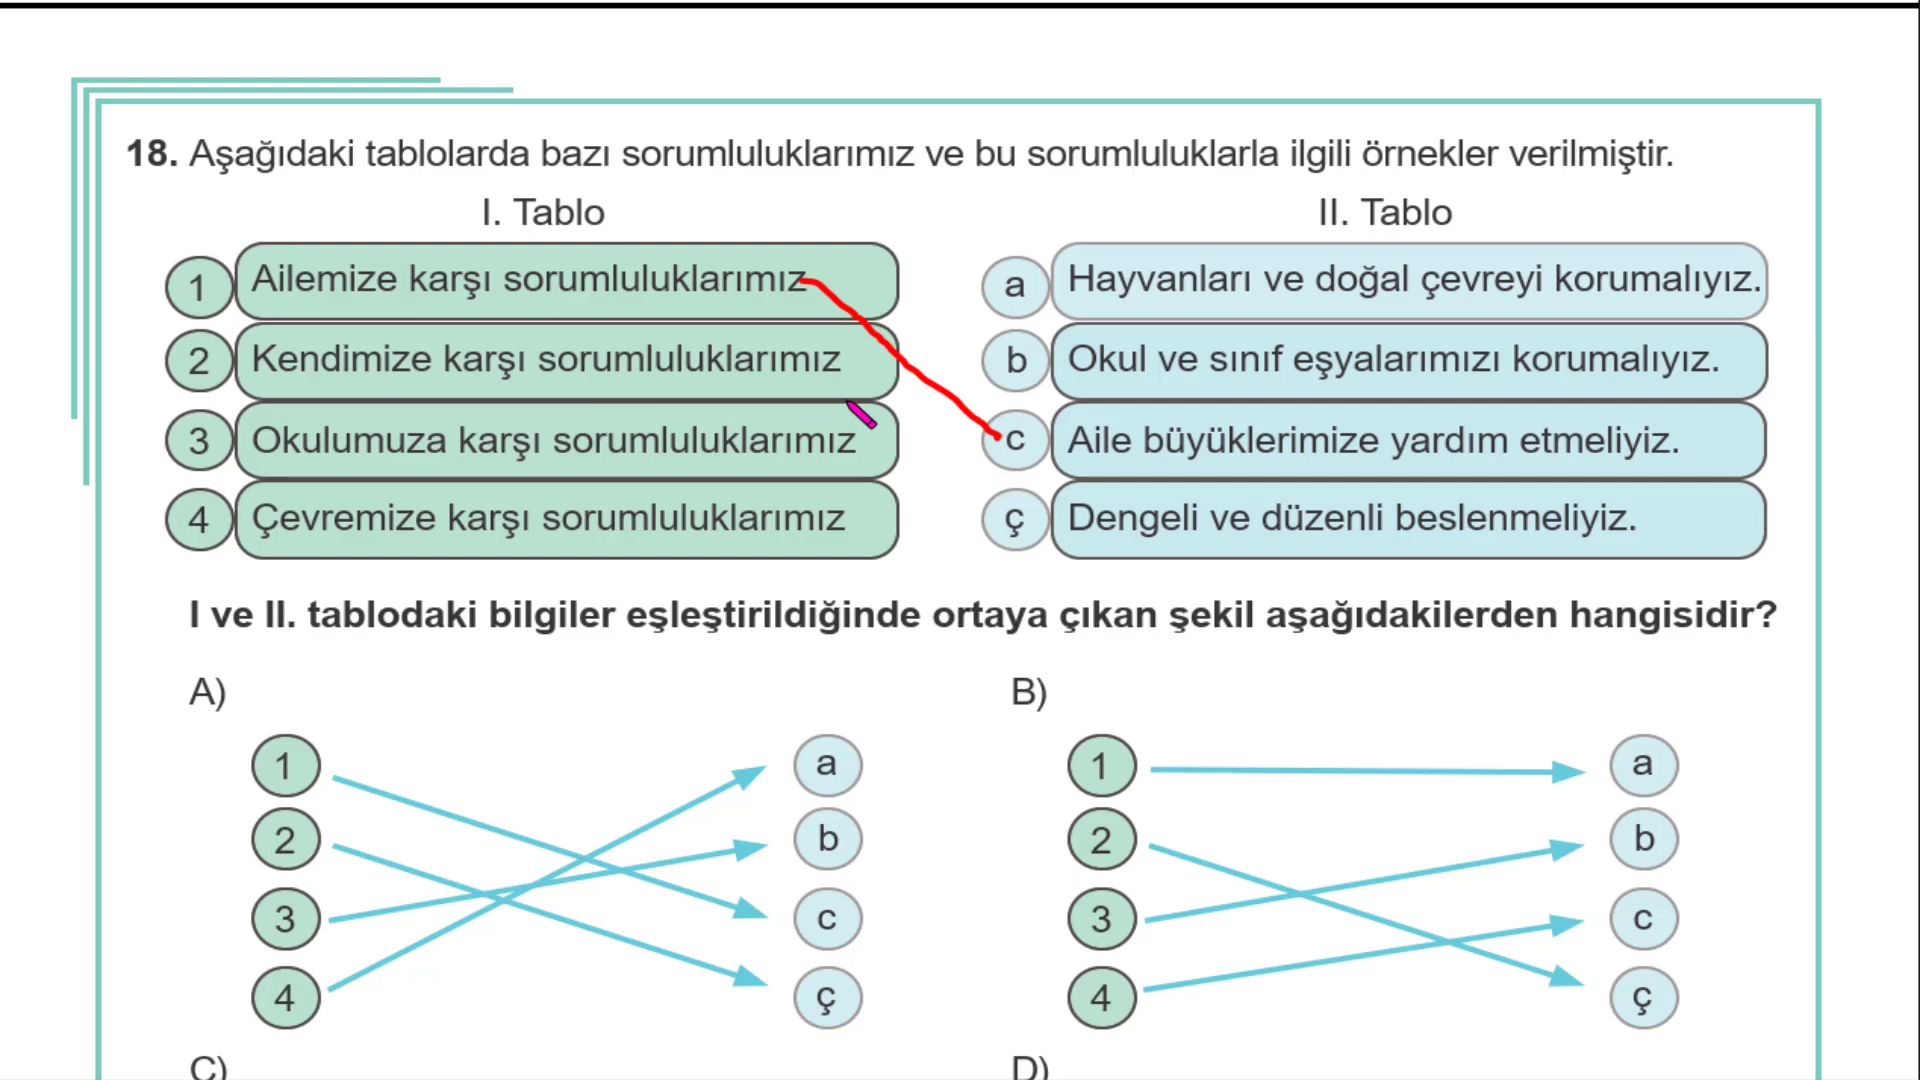 18. Aşağıdaki tablolarda bazı sorumluluklarımız ve bu sorumluluklarla ilgili örnekler verilmiştir.
I. Tablo
II. Tablo
1 Ailemize karşı sorumluluklarımız
a Hayvanları ve doğal çevreyi korumalıyız.
2 Kendimize karşı sorumluluklarımız
b Okul ve sınıf eşyalarımızı korumalıyız.
3 Okulumuza karşı sorumluluklarımız
c Aile büyüklerimize yardım etmeliyiz.
4 Çevremize karşı sorumluluklarımız
ç Dengeli ve düzenli beslenmeliyiz.
I ve II. tablodaki bilgiler eşleştirildiğinde ortaya çıkan şekil aşağıdakilerden hangisidir?
A)
1 a
2 b
3 c
4 ç
B)
1 a
2 b
3 c
4 ç
C)
D)